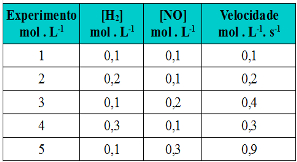 Experimento [H₂] [NO] Velocidade
mol . L⁻¹ mol . L⁻¹ mol . L⁻¹ mol. L⁻¹. s⁻¹
1 0,1 0,1 0,1
2 0,2 0,1 0,2
3 0,1 0,2 0,4
4 0,3 0,1 0,3
5 0,1 0,3 0,9